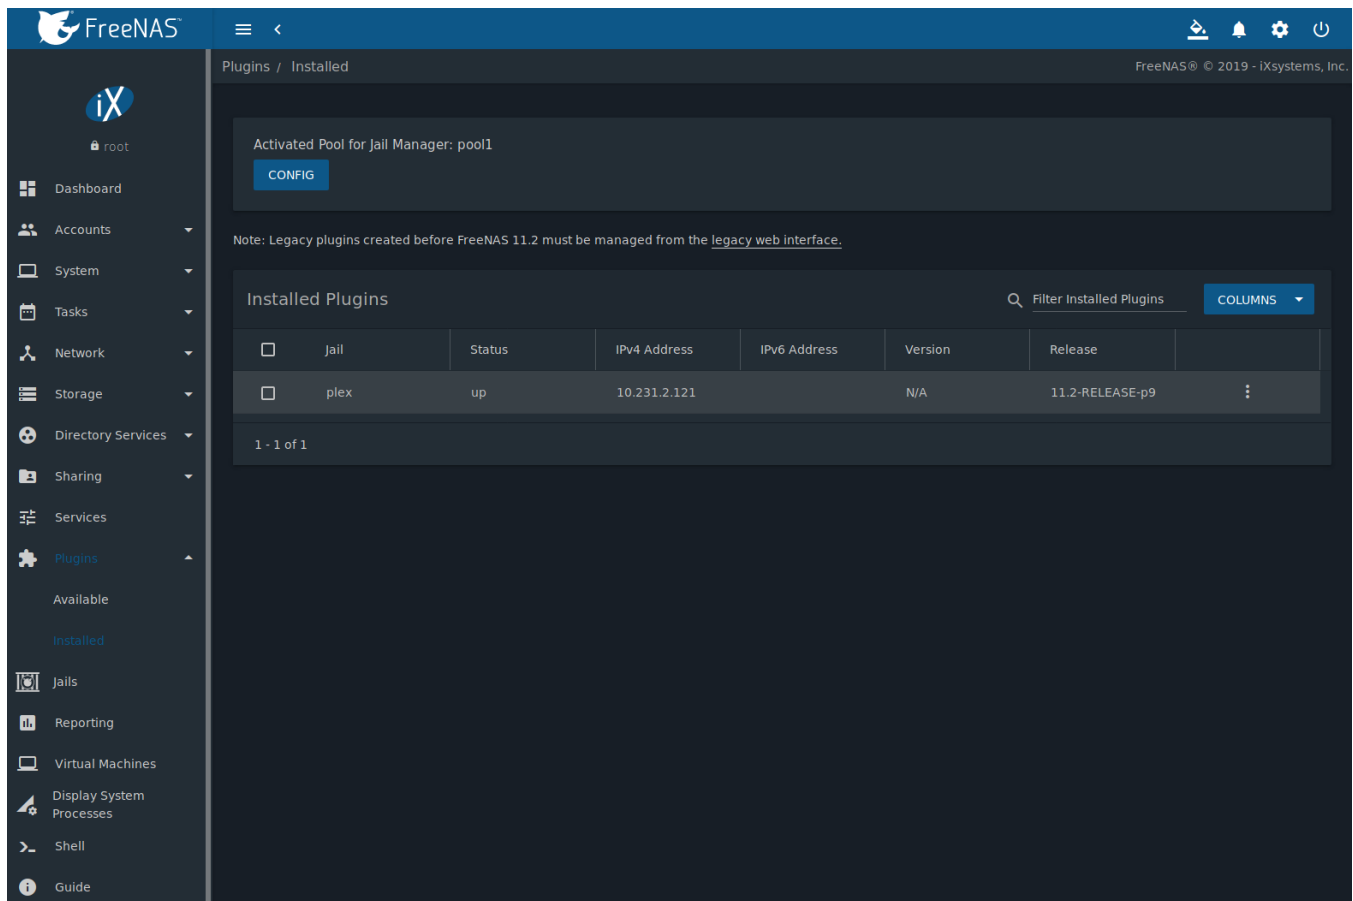 FreeNAS™
Plugins / Installed
FreeNAS® © 2019 - iXsystems, Inc.
iX
root
Dashboard
Accounts
System
Tasks
Network
Storage
Directory Services
Sharing
Services
Plugins
Available
Installed
Jails
Reporting
Virtual Machines
Display System
Processes
Shell
Guide
Activated Pool for Jail Manager: pool1
CONFIG
Note: Legacy plugins created before FreeNAS 11.2 must be managed from the legacy web interface.
Installed Plugins
Filter Installed Plugins
COLUMNS
Jail Status IPv4 Address IPv6 Address Version Release
plex up 10.231.2.121 N/A 11.2-RELEASE-p9
1 - 1 of 1